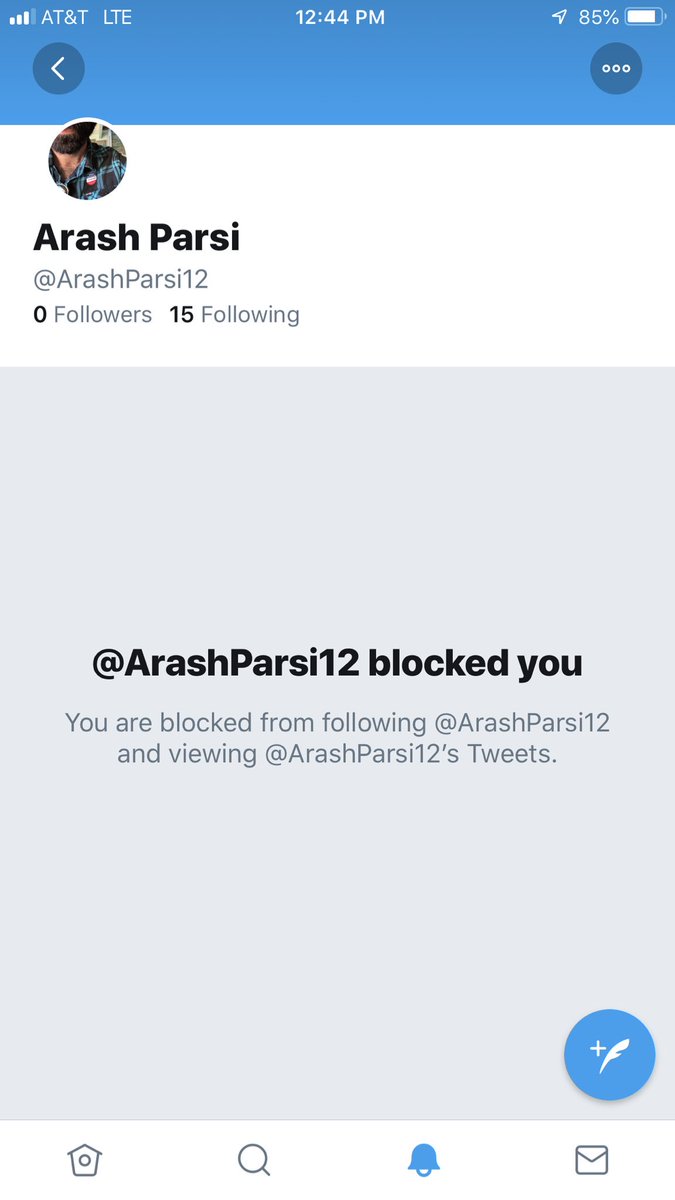 AT&T LTE 12:44 PM 85%
Arash Parsi
@ArashParsi12
0 Followers 15 Following
@ArashParsi12 blocked you
You are blocked from following @ArashParsi12
and viewing @ArashParsi12’s Tweets.